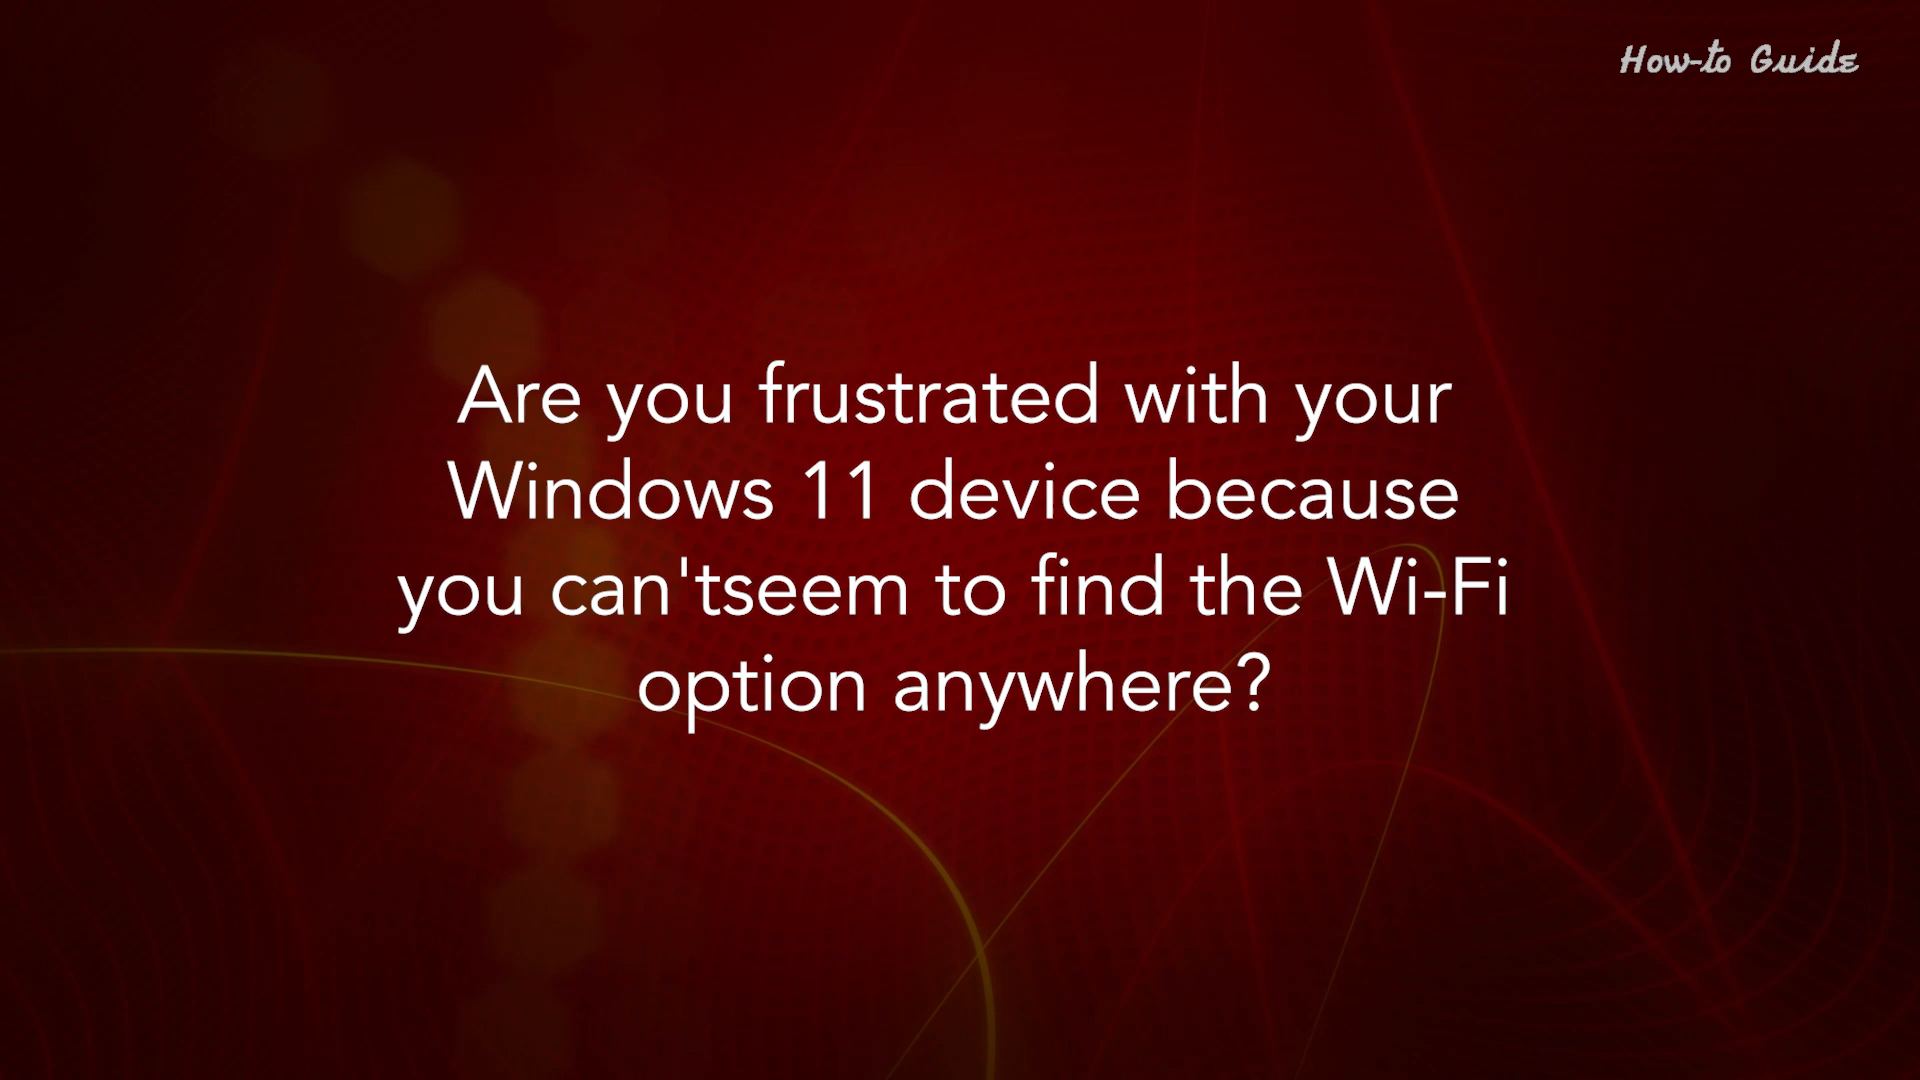 How-to Guide
Are you frustrated with your
Windows 11 device because
you can'tseem to find the Wi-Fi
option anywhere?